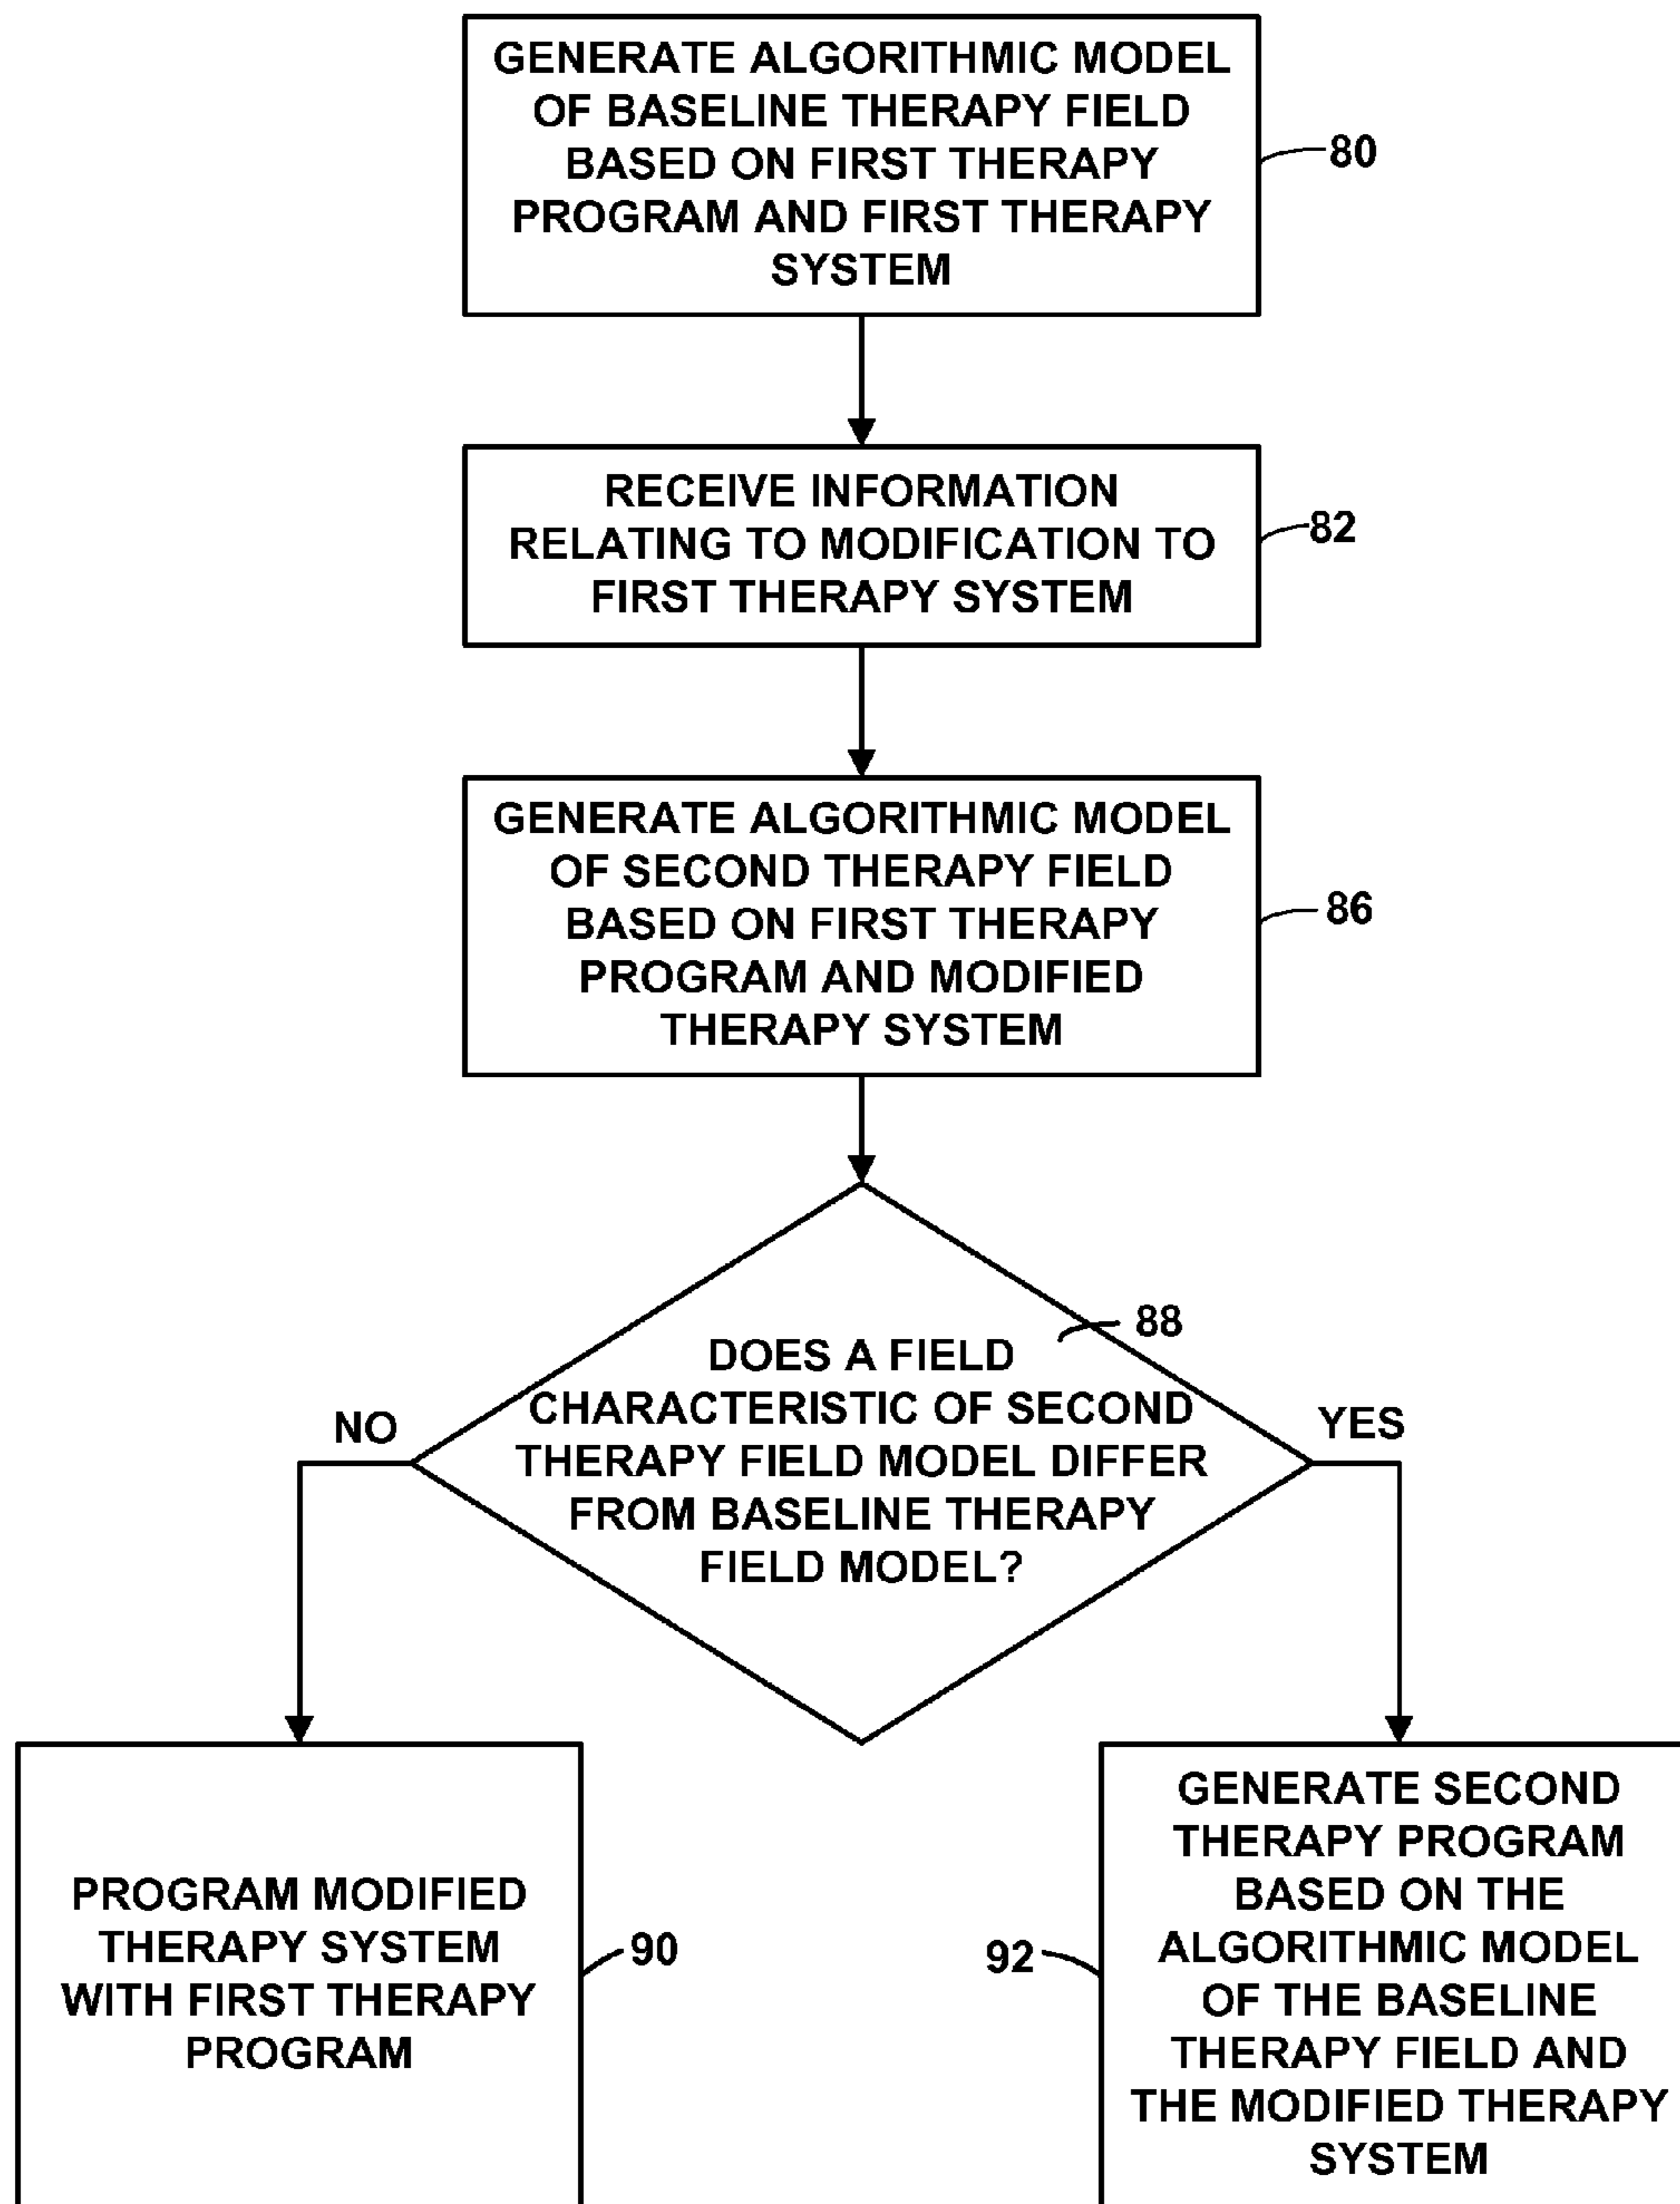 GENERATE ALGORITHMIC MODEL
OF BASELINE THERAPY FIELD
BASED ON FIRST THERAPY
PROGRAM AND FIRST THERAPY
SYSTEM
80
RECEIVE INFORMATION
RELATING TO MODIFICATION TO
FIRST THERAPY SYSTEM
82
GENERATE ALGORITHMIC MODEL
OF SECOND THERAPY FIELD
BASED ON FIRST THERAPY
PROGRAM AND MODIFIED
THERAPY SYSTEM
86
88
DOES A FIELD
CHARACTERISTIC OF SECOND
THERAPY FIELD MODEL DIFFER
FROM BASELINE THERAPY
FIELD MODEL?
NO
YES
PROGRAM MODIFIED
THERAPY SYSTEM
WITH FIRST THERAPY
PROGRAM
90
92
GENERATE SECOND
THERAPY PROGRAM
BASED ON THE
ALGORITHMIC MODEL
OF THE BASELINE
THERAPY FIELD AND
THE MODIFIED THERAPY
SYSTEM